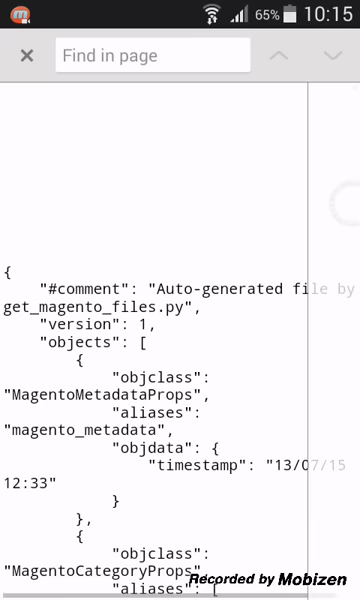 65% 10:15
Find in page
{
"#comment": "Auto-generated file by
get_magento_files.py",
"version": 1,
"objects": [
{
"objclass":
"MagentoMetadataProps",
"aliases":
"magento_metadata",
"objdata": {
"timestamp": "13/07/15
12:33"
}
},
{
"objclass":
"MagentoCategoryProps"
"aliases": [
Recorded by Mobizen